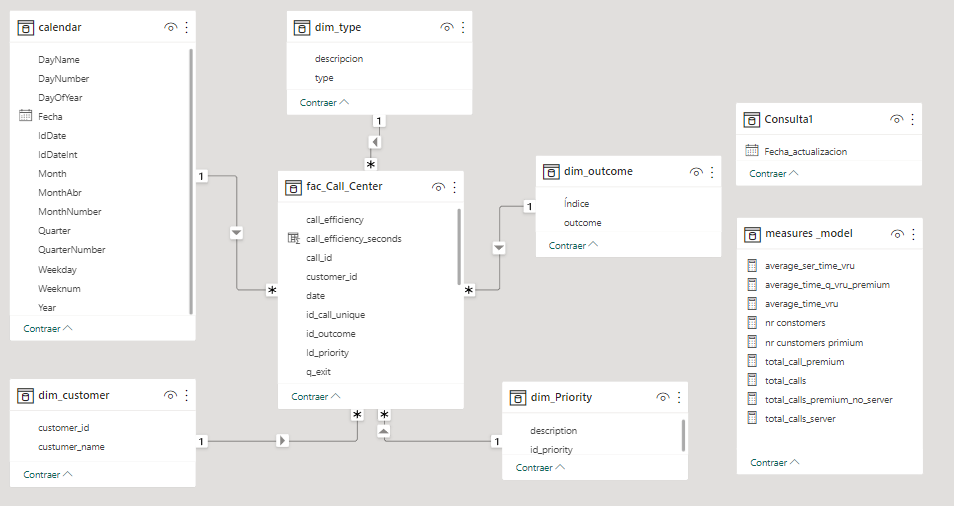 calendar
DayName
DayNumber
DayOfYear
Fecha
IdDate
IdDateInt
Month
MonthAbr
MonthNumber
Quarter
QuarterNumber
Weekday
Weeknum
Year
Contraer
dim_type
descripcion
type
Contraer
1
*
1
*
fac_Call_Center
call_efficiency
call_efficiency_seconds
call_id
customer_id
date
id_call_unique
id_outcome
Id_priority
q_exit
Contraer
dim_outcome
Índice
outcome
Contraer
1
*
Consulta1
Fecha_actualizacion
Contraer
measures _model
average_ser_time_vru
average_time_q_vru_premium
average_time_vru
nr constomers
nr cunstomers primium
total_call_premium
total_calls
total_calls_premium_no_server
total_calls_server
Contraer
dim_customer
customer_id
custumer_name
Contraer
1
*
*
1
dim_Priority
description
id_priority
Contraer